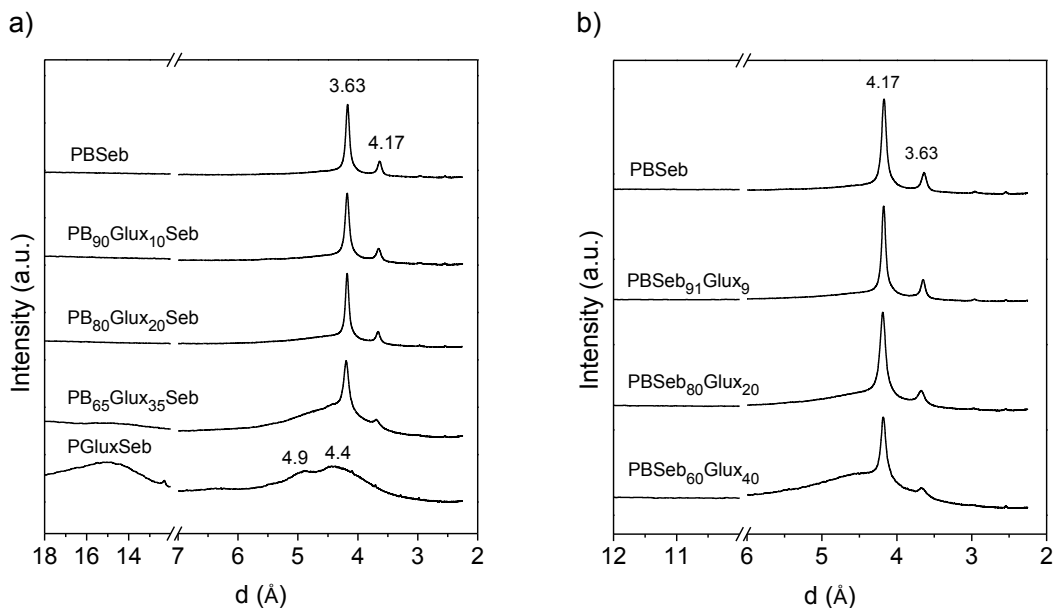 a)
Intensity (a.u.)
3.63
4.17
PBSeb
PB90Glux10Seb
PB80Glux20Seb
PB65Glux35Seb
PGluxSeb
4.9
4.4
18 16 14 12 7 6 5 4 3 2
d (Å)
b)
Intensity (a.u.)
4.17
3.63
PBSeb
PBSeb91Glux9
PBSeb80Glux20
PBSeb60Glux40
12 11 6 5 4 3 2
d (Å)